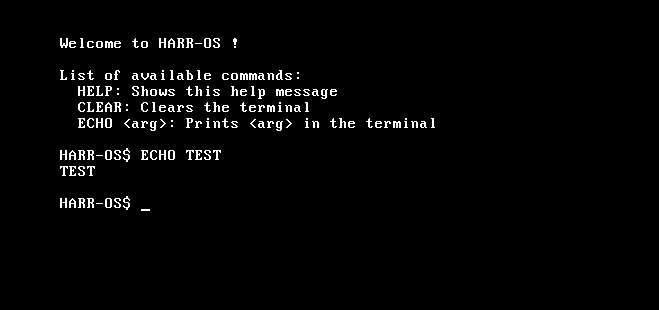 Welcome to HARR-OS !
List of available commands:
HELP: Shows this help message
CLEAR: Clears the terminal
ECHO <arg>: Prints <arg> in the terminal
HARR-OS$ ECHO TEST
TEST
HARR-OS$ _